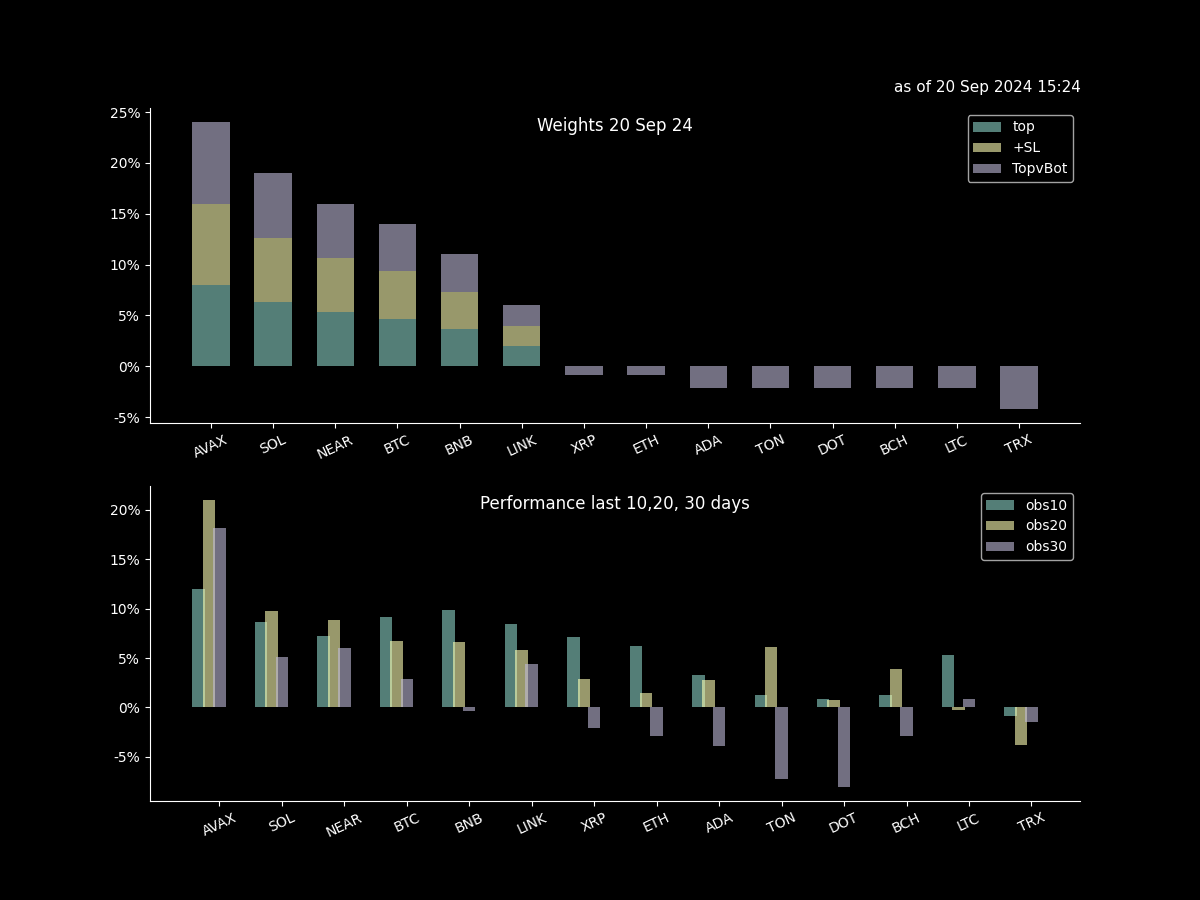 as of 20 Sep 2024 15:24
Weights 20 Sep 24
top
+SL
TopvBot
25%
20%
15%
10%
5%
0%
-5%
AVAX SOL NEAR BTC BNB LINK XRP ETH ADA TON DOT BCH LTC TRX
Performance last 10,20, 30 days
obs10
obs20
obs30
20%
15%
10%
5%
0%
-5%
AVAX SOL NEAR BTC BNB LINK XRP ETH ADA TON DOT BCH LTC TRX